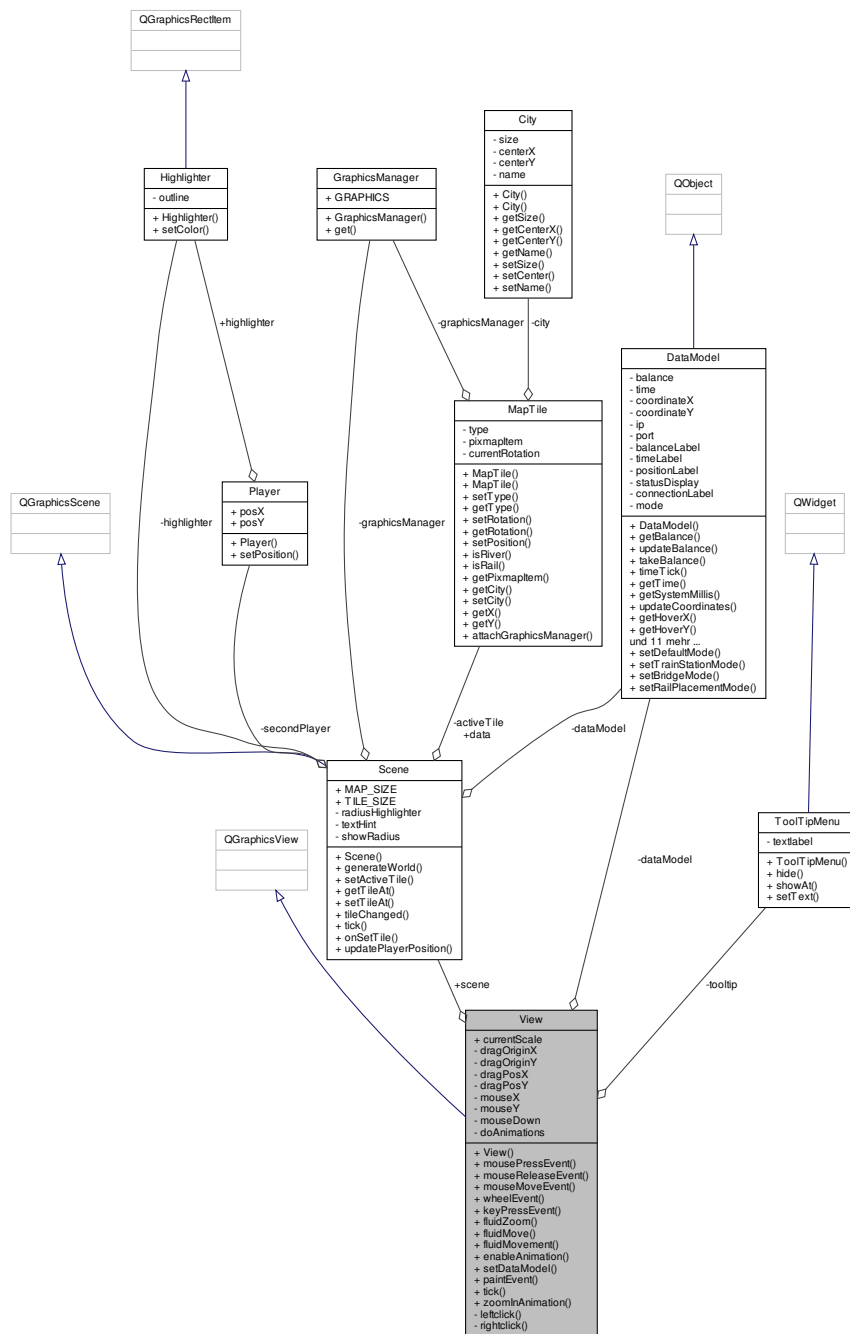 QGraphicsRectItem
City
- size
- centerX
- centerY
- name
+ City()
+ City()
+ getSize()
+ getCenterX()
+ getCenterY()
+ getName()
+ setSize()
+ setCenter()
+ setName()
Highlighter
- outline
+ Highlighter()
+ setColor()
GraphicsManager
+ GRAPHICS
+ GraphicsManager()
+ get()
QObject
+highlighter
-graphicsManager
-city
DataModel
- balance
- time
- coordinateX
- coordinateY
- ip
- port
- balanceLabel
- timeLabel
- positionLabel
- statusDisplay
- connectionLabel
- mode
+ DataModel()
+ getBalance()
+ updateBalance()
+ takeBalance()
+ timeTick()
+ getTime()
+ getSystemMillis()
+ updateCoordinates()
+ getHoverX()
+ getHoverY()
und 11 mehr ...
+ setDefaultMode()
+ setTrainStationMode()
+ setBridgeMode()
+ setRailPlacementMode()
MapTile
- type
- pixmapItem
- currentRotation
+ MapTile()
+ MapTile()
+ setType()
+ getType()
+ setRotation()
+ getRotation()
+ setPosition()
+ isRiver()
+ isRail()
+ getPixmapItem()
+ getCity()
+ setCity()
+ getX()
+ getY()
+ attachGraphicsManager()
Player
+ posX
+ posY
+ Player()
+ setPosition()
QGraphicsScene
QWidget
-highlighter
-graphicsManager
-secondPlayer
-activeTile
+data
-dataModel
Scene
+ MAP_SIZE
+ TILE_SIZE
- radiusHighlighter
- textHint
- showRadius
+ Scene()
+ generateWorld()
+ setActiveTile()
+ getTileAt()
+ setTileAt()
+ tileChanged()
+ tick()
+ onSetTile()
+ updatePlayerPosition()
QGraphicsView
ToolTipMenu
- textlabel
+ ToolTipMenu()
+ hide()
+ showAt()
+ setText()
-dataModel
+scene
-tooltip
View
+ currentScale
- dragOriginX
- dragOriginY
- dragPosX
- dragPosY
- mouseX
- mouseY
- mouseDown
- doAnimations
+ View()
+ mousePressEvent()
+ mouseReleaseEvent()
+ mouseMoveEvent()
+ wheelEvent()
+ keyPressEvent()
+ fluidZoom()
+ fluidMove()
+ fluidMovement()
+ enableAnimation()
+ setDataModel()
+ paintEvent()
+ tick()
+ zoomInAnimation()
- leftclick()
- rightclick()